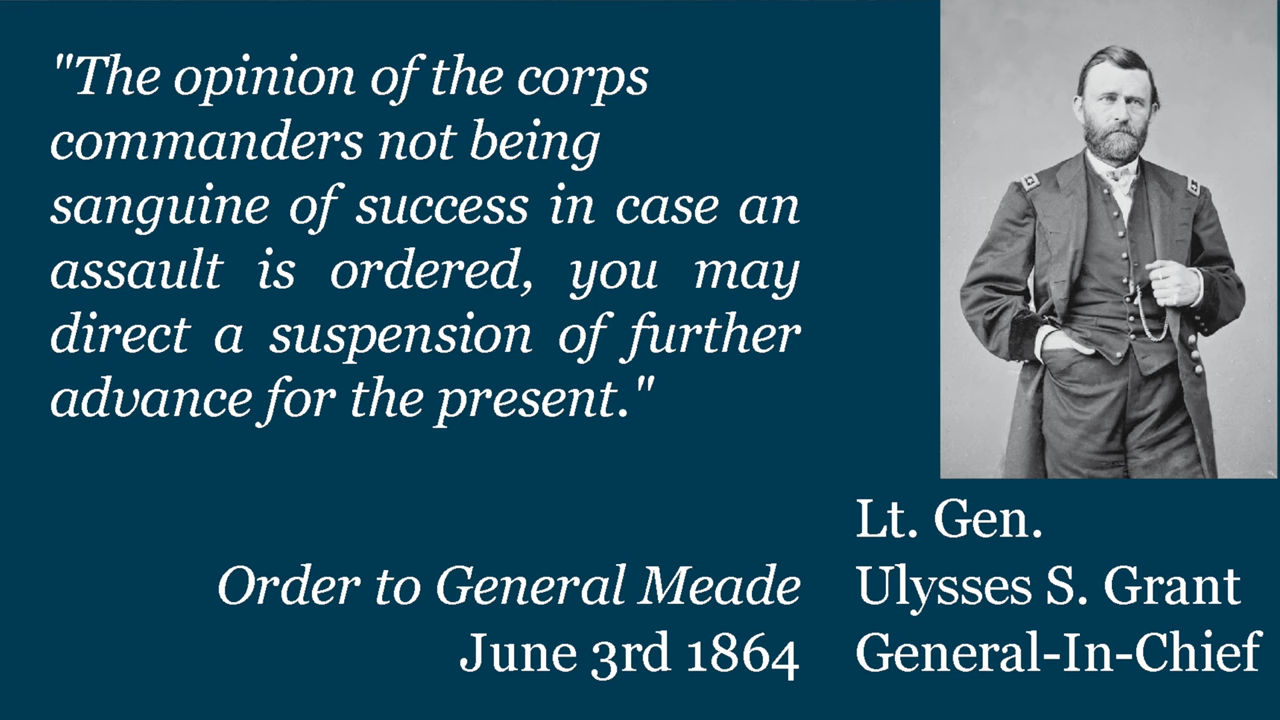 "The opinion of the corps
commanders not being
sanguine of success in case an
assault is ordered, you may
direct a suspension of further
advance for the present."
Order to General Meade
June 3rd 1864
Lt. Gen.
Ulysses S. Grant
General-In-Chief